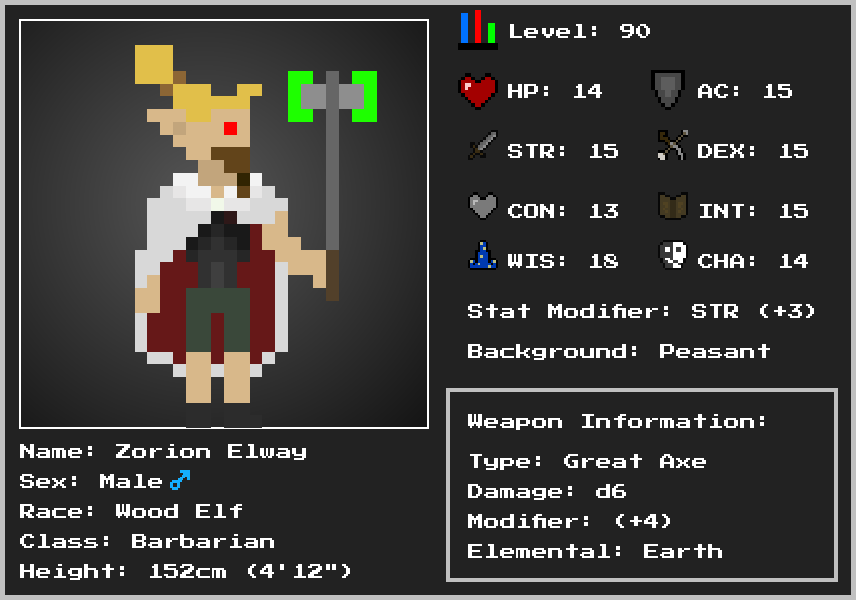 Level: 90
HP: 14 AC: 15
STR: 15 DEX: 15
CON: 13 INT: 15
WIS: 18 CHA: 14
Stat Modifier: STR (+3)
Background: Peasant
Weapon Information:
Type: Great Axe
Damage: d6
Modifier: (+4)
Elemental: Earth
Name: Zorion Elway
Sex: Male♂
Race: Wood Elf
Class: Barbarian
Height: 152cm (4'12")